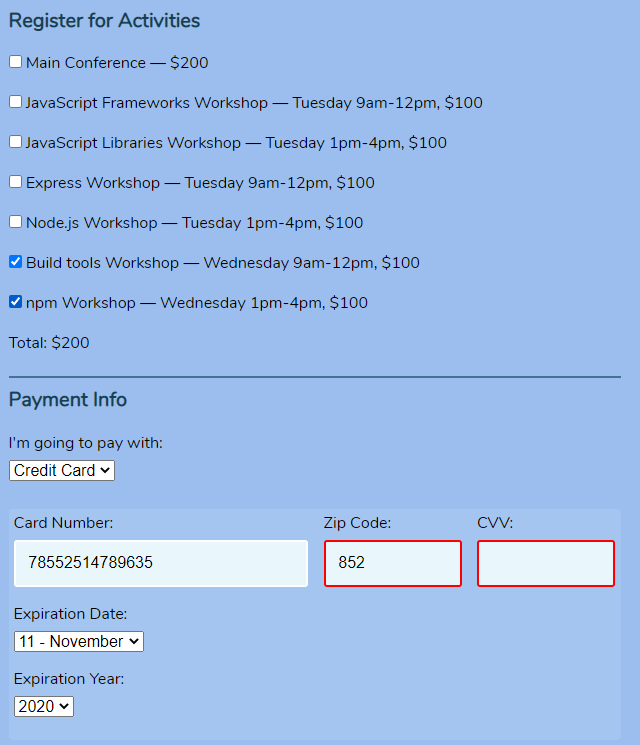 Register for Activities
Main Conference — $200
JavaScript Frameworks Workshop — Tuesday 9am-12pm, $100
JavaScript Libraries Workshop — Tuesday 1pm-4pm, $100
Express Workshop — Tuesday 9am-12pm, $100
Node.js Workshop — Tuesday 1pm-4pm, $100
Build tools Workshop — Wednesday 9am-12pm, $100
npm Workshop — Wednesday 1pm-4pm, $100
Total: $200
Payment Info
I'm going to pay with:
Credit Card
Card Number: Zip Code: CVV:
78552514789635 852
Expiration Date:
11 - November
Expiration Year:
2020